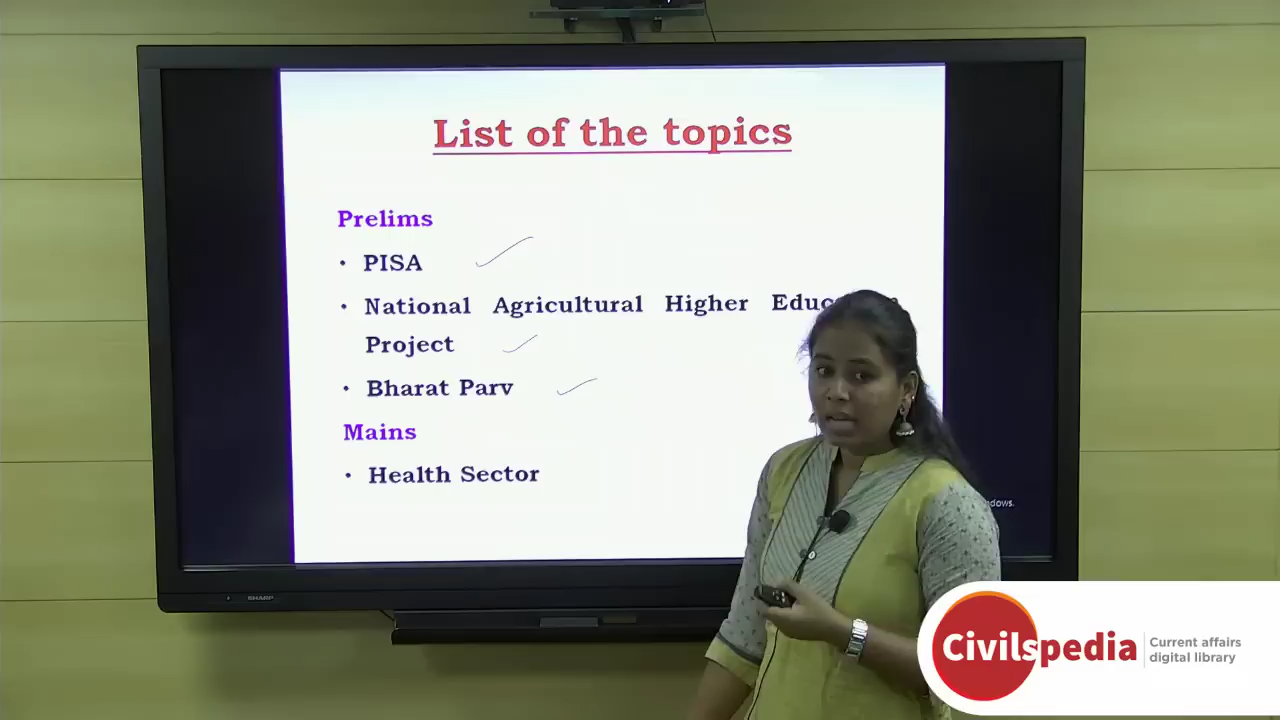 List of the topics
Prelims
• PISA
• National Agricultural Higher
Project
• Bharat Parv
Mains
• Health Sector
SHARP
Civilspedia
Current affairs
digital library